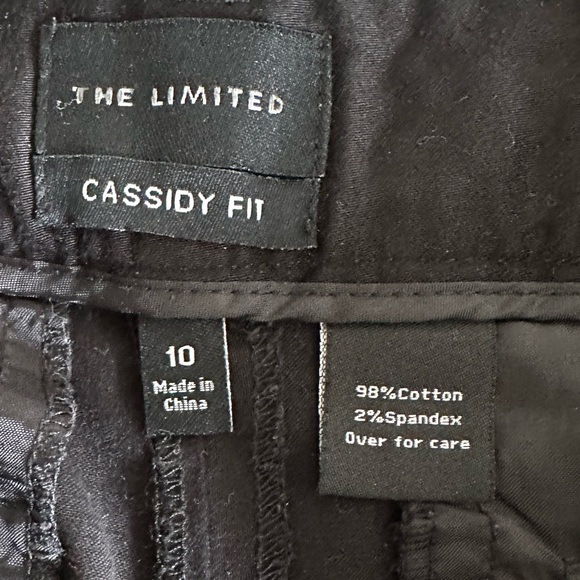 THE LIMITED
CASSIDY FIT
10
Made in
China
98%Cotton
2%Spandex
Over for care